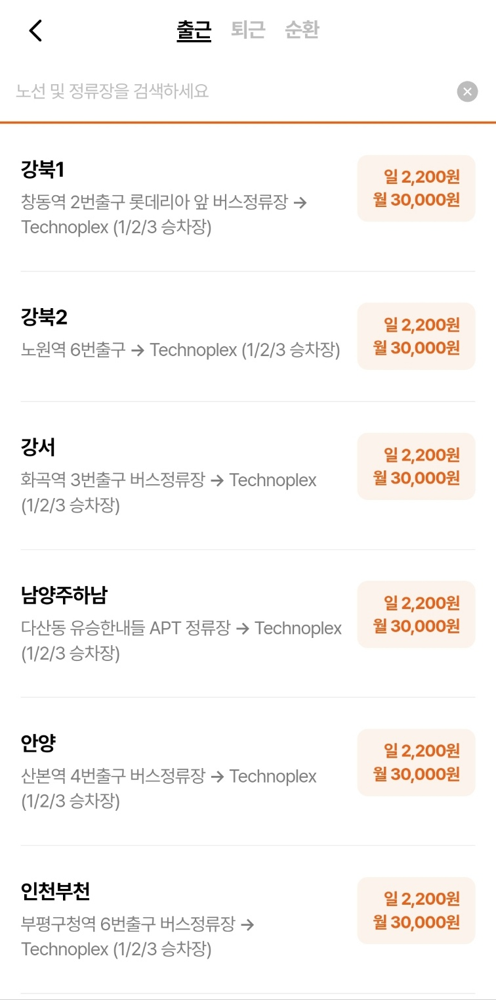 출근 퇴근 순환
노선 및 정류장을 검색하세요
강북1
창동역 2번출구 롯데리아 앞 버스정류장 →
Technoplex (1/2/3 승차장)
일 2,200원
월 30,000원
강북2
노원역 6번출구 → Technoplex (1/2/3 승차장)
일 2,200원
월 30,000원
강서
화곡역 3번출구 버스정류장 → Technoplex
(1/2/3 승차장)
일 2,200원
월 30,000원
남양주하남
다산동 유승한내들 APT 정류장 → Technoplex
(1/2/3 승차장)
일 2,200원
월 30,000원
안양
산본역 4번출구 버스정류장 → Technoplex
(1/2/3 승차장)
일 2,200원
월 30,000원
인천부천
부평구청역 6번출구 버스정류장 →
Technoplex (1/2/3 승차장)
일 2,200원
월 30,000원